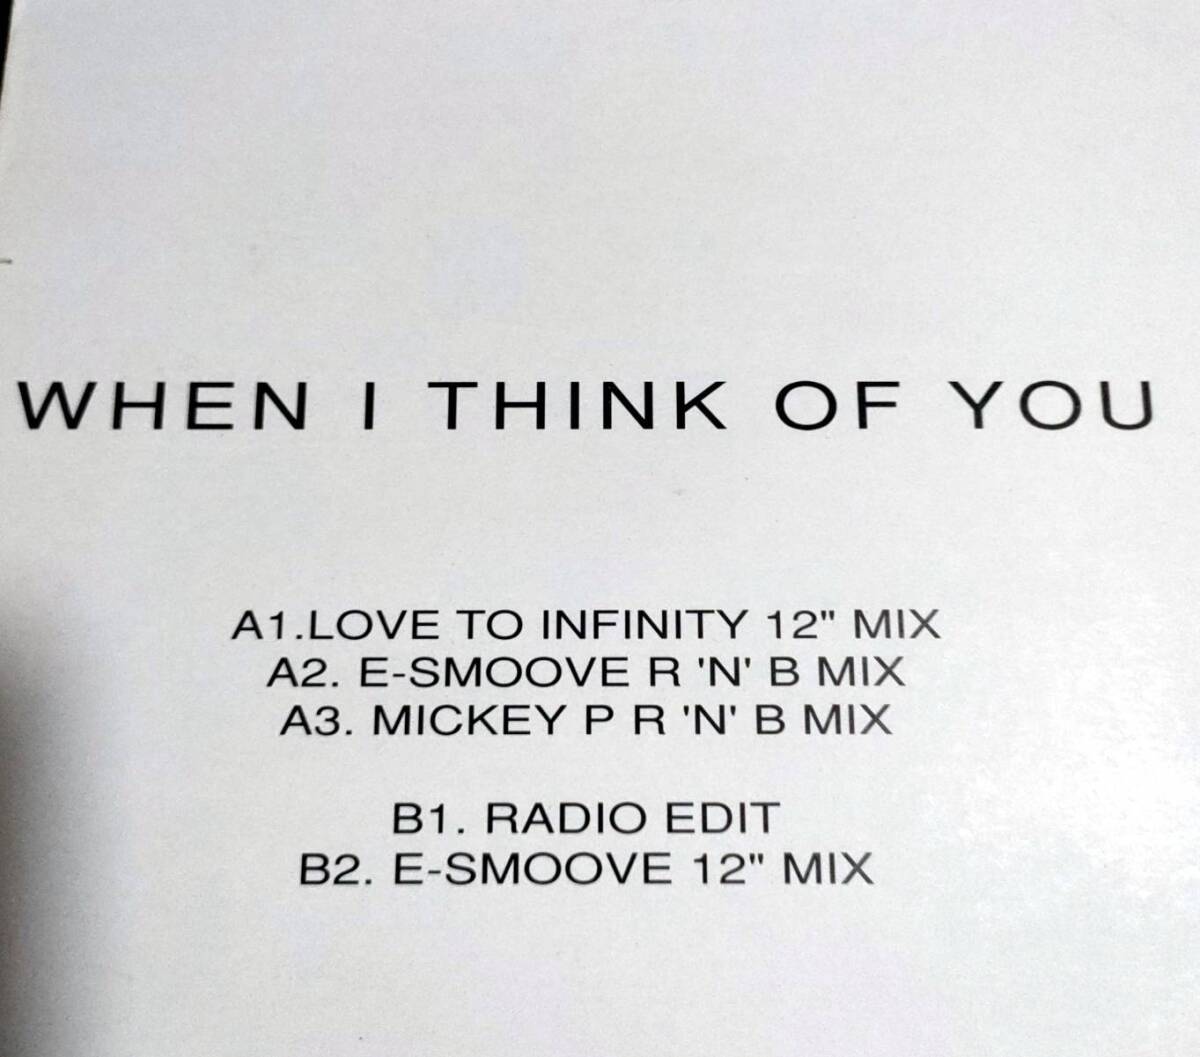 WHEN I THINK OF YOU
A1.LOVE TO INFINITY 12" MIX
A2. E-SMOOVE R 'N' B MIX
A3. MICKEY P R 'N' B MIX
B1. RADIO EDIT
B2. E-SMOOVE 12" MIX